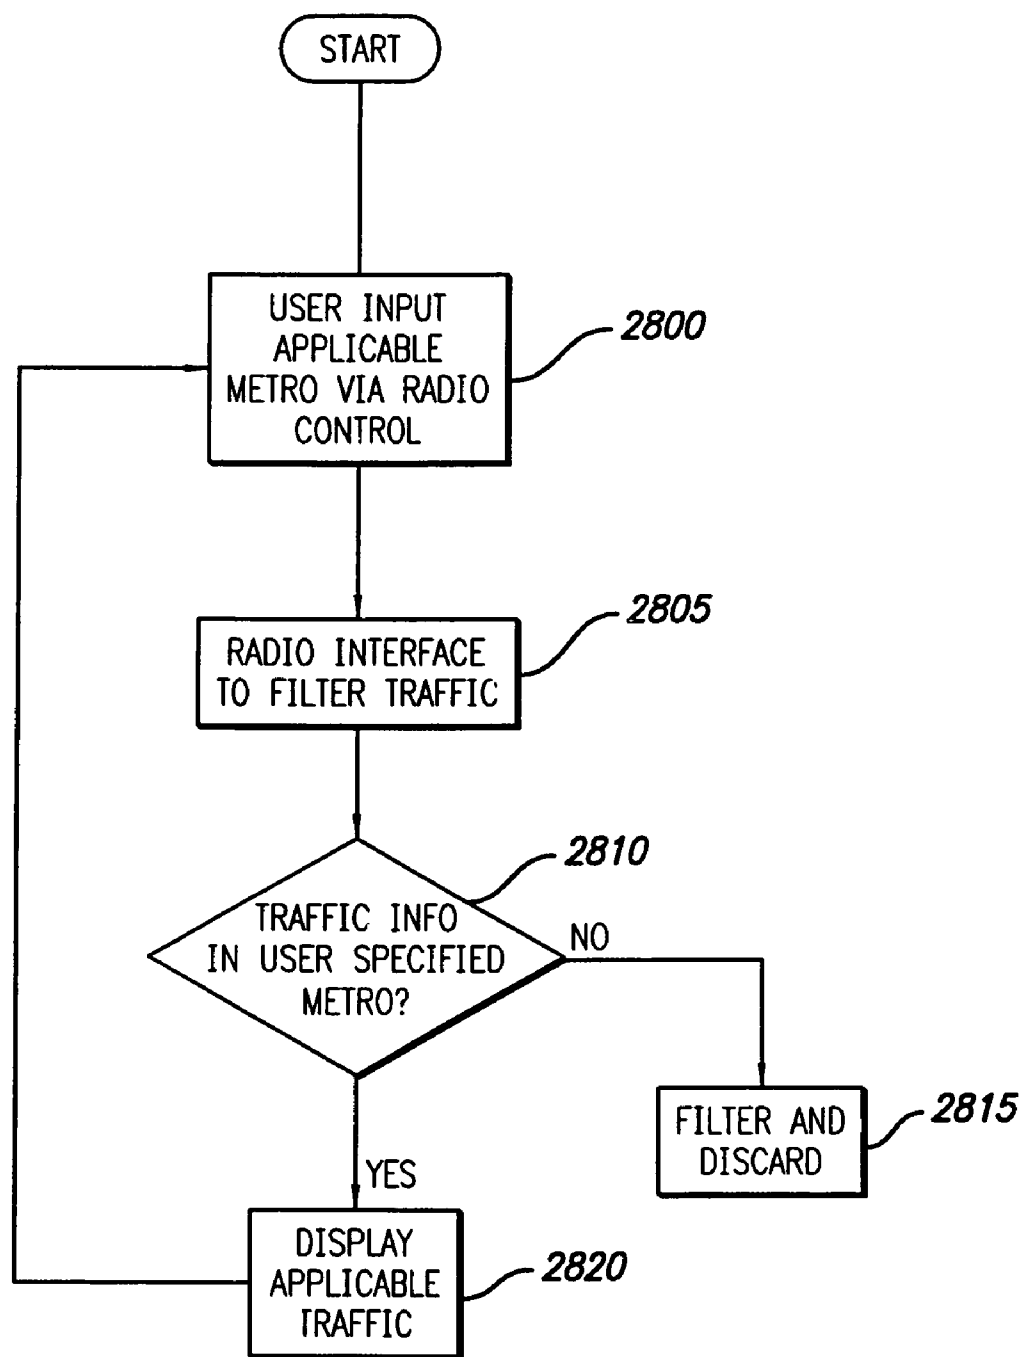 START
USER INPUT
APPLICABLE
METRO VIA RADIO
CONTROL
2800
RADIO INTERFACE
TO FILTER TRAFFIC
2805
TRAFFIC INFO
IN USER SPECIFIED
METRO?
2810
NO
YES
FILTER AND
DISCARD
2815
DISPLAY
APPLICABLE
TRAFFIC
2820